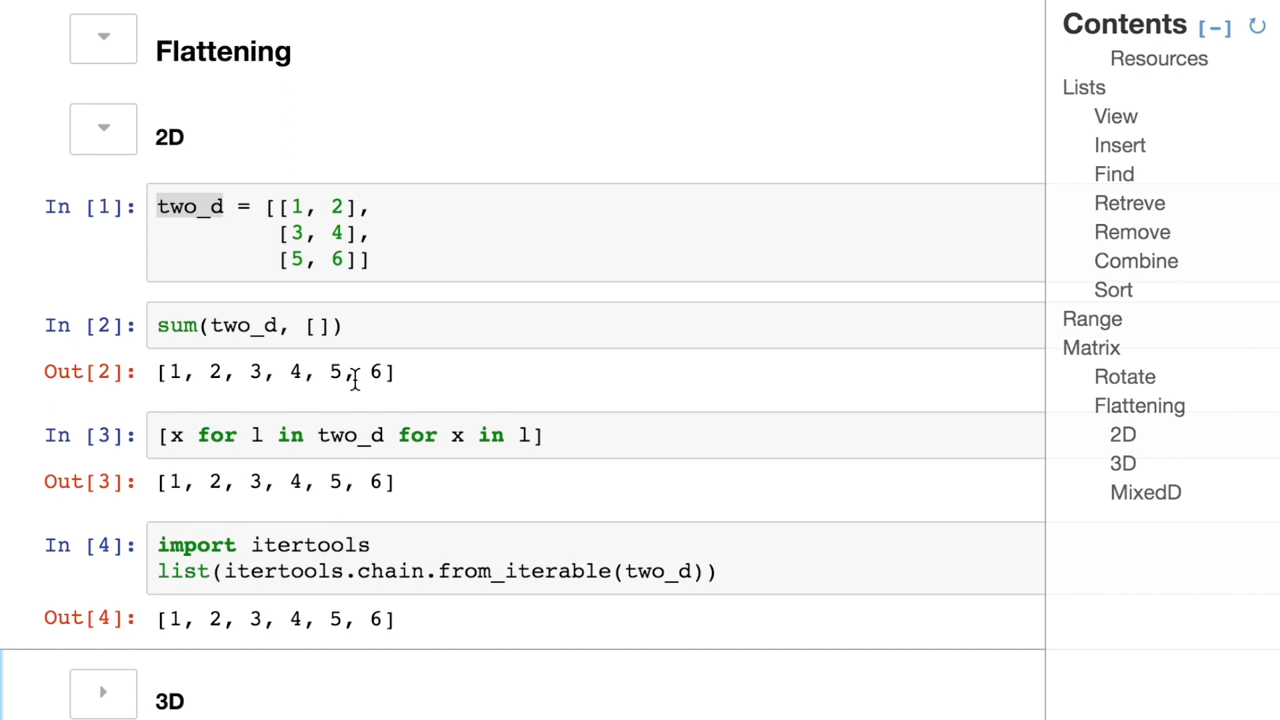 Flattening
2D
In [1]: two_d = [[1, 2],
[3, 4],
[5, 6]]
In [2]: sum(two_d, [])
Out[2]: [1, 2, 3, 4, 5, 6]
In [3]: [x for l in two_d for x in l]
Out[3]: [1, 2, 3, 4, 5, 6]
In [4]: import itertools
list(itertools.chain.from_iterable(two_d))
Out[4]: [1, 2, 3, 4, 5, 6]
3D
Contents [-]
Resources
Lists
View
Insert
Find
Retreve
Remove
Combine
Sort
Range
Matrix
Rotate
Flattening
2D
3D
MixedD